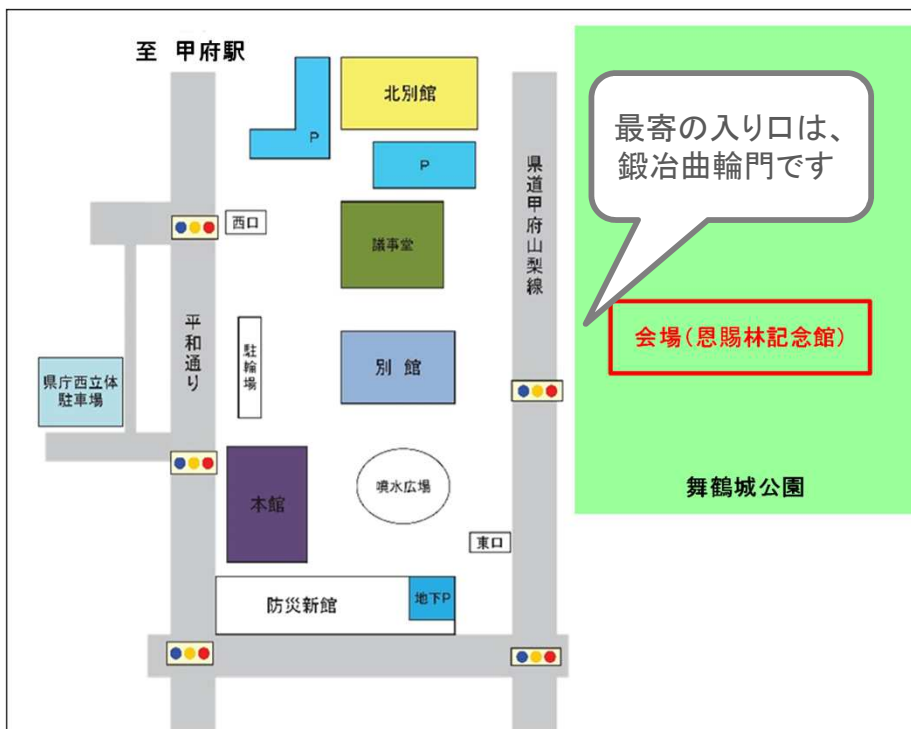 至 甲府駅
北別館
P
P
最寄の入り口は、
鍛冶曲輪門です
県道甲府山梨線
西口
議事堂
会場(恩賜林記念館)
平和通り
駐輪場
別 館
県庁西立体
駐車場
本館
噴水広場
舞鶴城公園
東口
防災新館
地下P